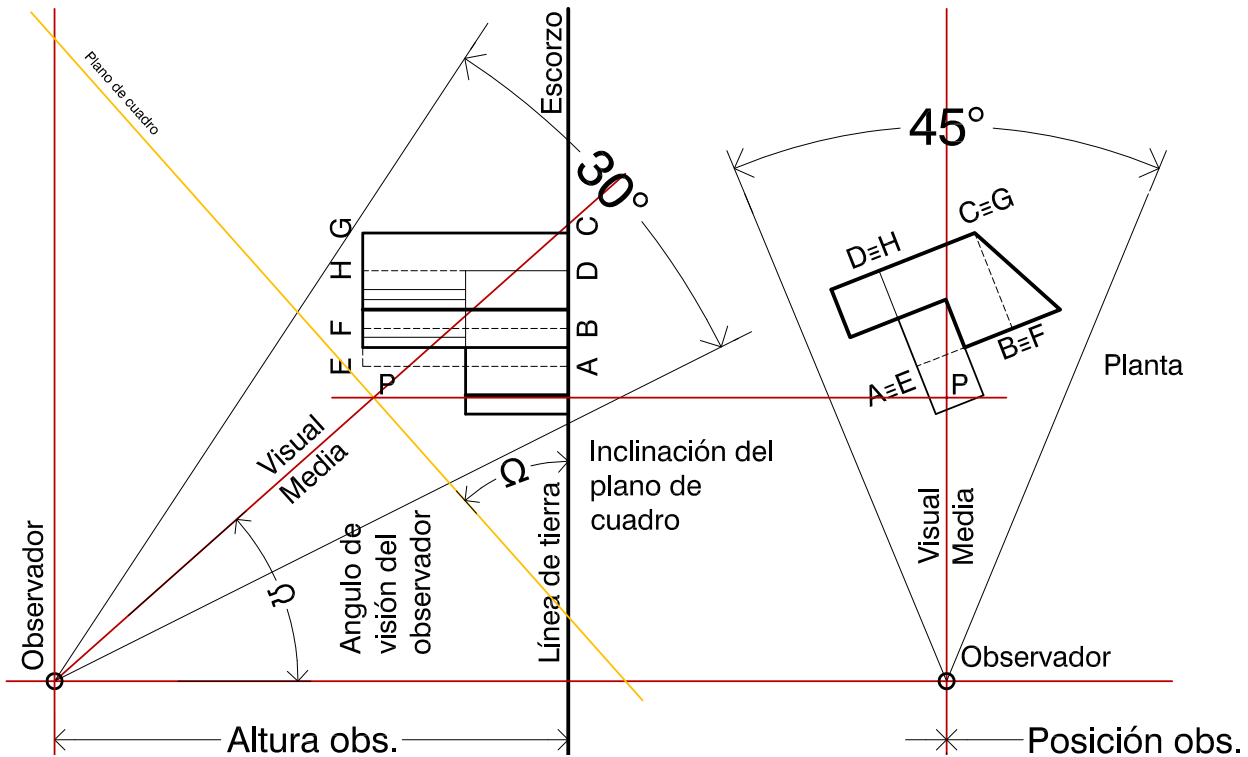 Plano de cuadro
Escorzo
30°
45°
G
H
F
E
C
D
B
A
P
C≡G
D≡H
B≡F
A≡E
P
Planta
Visual
Media
Ω
Inclinación del
plano de
cuadro
Observador
Ω
Angulo de
visión del
observador
Línea de tierra
Visual
Media
Observador
Altura obs.
Posición obs.